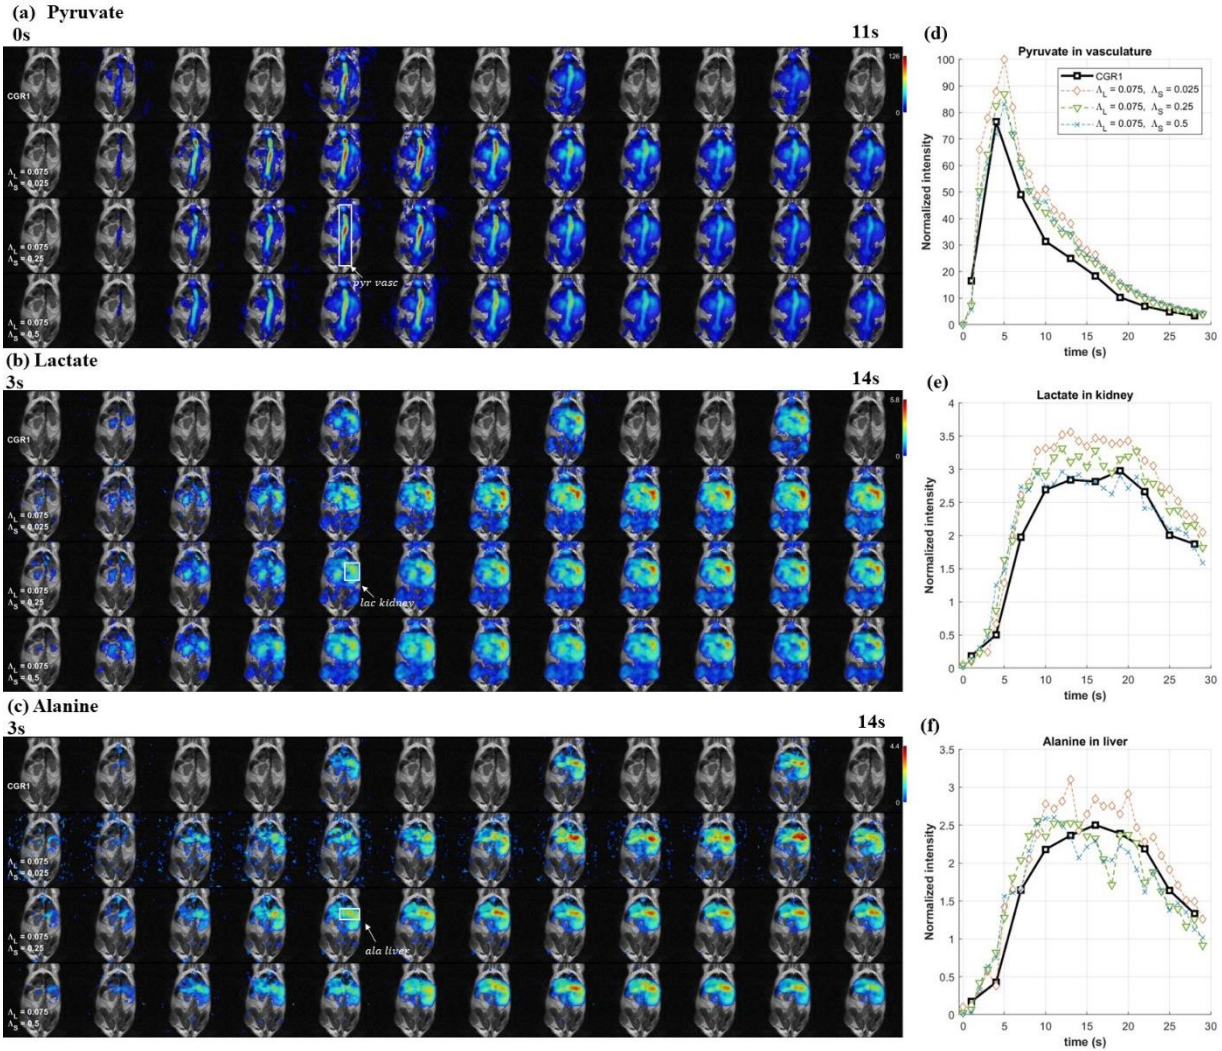 (a) Pyruvate
0s
11s
126
0
CGR1
Λ_L = 0.075
Λ_S = 0.025
Λ_L = 0.075
Λ_S = 0.25
pyr vasc
Λ_L = 0.075
Λ_S = 0.5
(b) Lactate
3s
14s
5.8
0
CGR1
Λ_L = 0.075
Λ_S = 0.025
Λ_L = 0.075
Λ_S = 0.25
lac kidney
Λ_L = 0.075
Λ_S = 0.5
(c) Alanine
3s
14s
4.4
0
CGR1
Λ_L = 0.075
Λ_S = 0.025
Λ_L = 0.075
Λ_S = 0.25
ala liver
Λ_L = 0.075
Λ_S = 0.5
(d)
Pyruvate in vasculature
CGR1
Λ_L = 0.075, Λ_S = 0.025
Λ_L = 0.075, Λ_S = 0.25
Λ_L = 0.075, Λ_S = 0.5
Normalized intensity
100
90
80
70
60
50
40
30
20
10
0
0 5 10 15 20 25 30
time (s)
(e)
Lactate in kidney
Normalized intensity
4
3.5
3
2.5
2
1.5
1
0.5
0
0 5 10 15 20 25 30
time (s)
(f)
Alanine in liver
Normalized intensity
3.5
3
2.5
2
1.5
1
0.5
0
0 5 10 15 20 25 30
time (s)